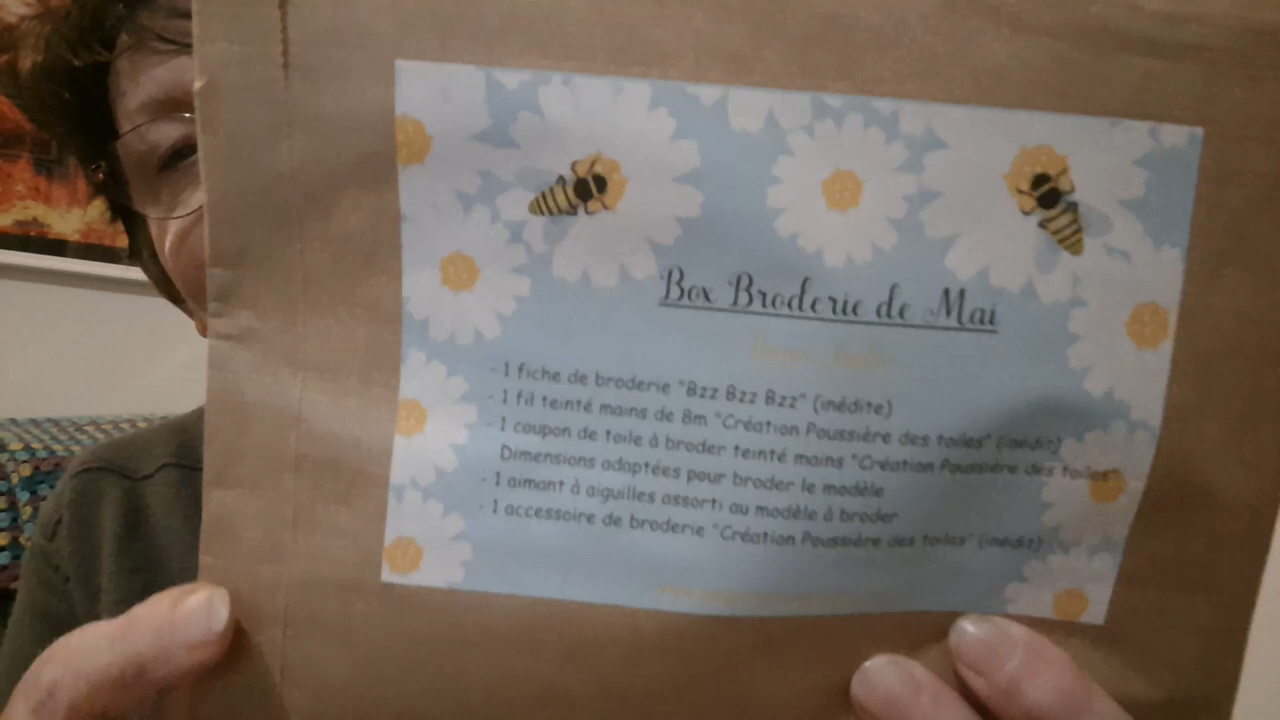 Box Broderie de Mai
- 1 fiche de broderie "Bzz Bzz Bzz" (inédite)
- 1 fil teinté mains de 8m "Création Poussière des toiles" (inédit)
- 1 coupon de toile à broder teinté mains "Création Poussière des toiles"
Dimensions adaptées pour broder le modèle
- 1 aimant à aiguilles assorti au modèle à broder
- 1 accessoire de broderie "Création Poussière des toiles" (inédit)